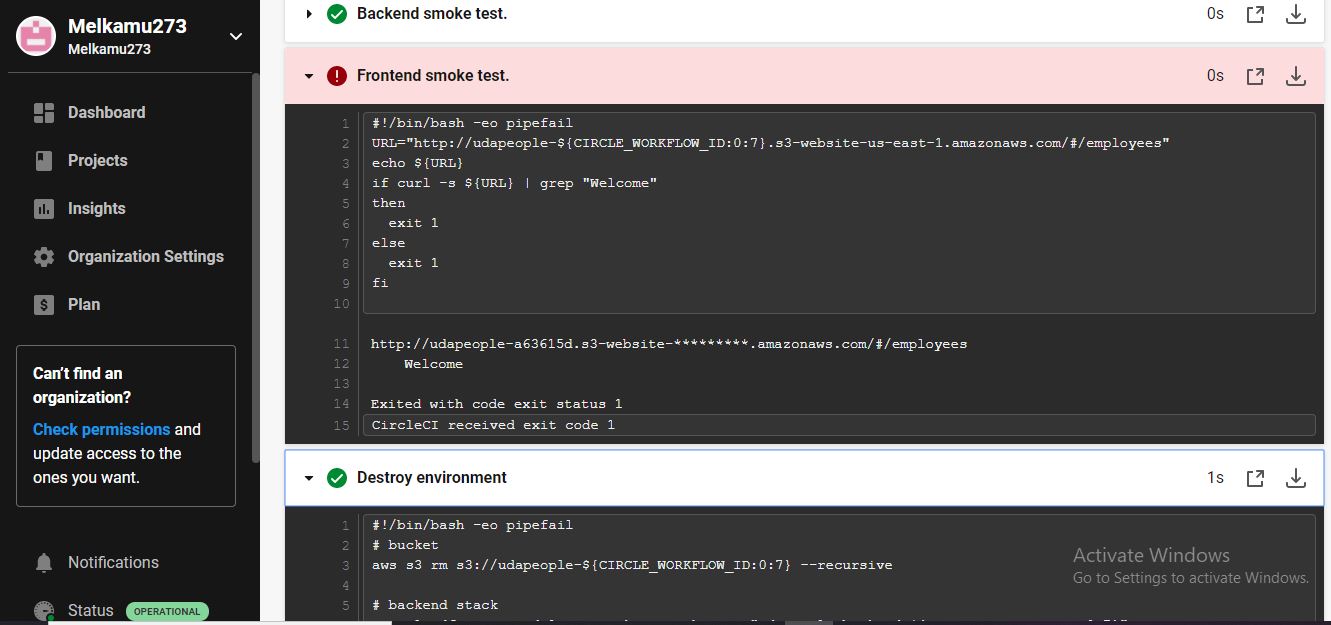 Melkamu273
Melkamu273
Dashboard
Projects
Insights
Organization Settings
Plan
Can't find an
organization?
Check permissions and
update access to the
ones you want.
Notifications
Status OPERATIONAL
Backend smoke test. 0s
Frontend smoke test. 0s
1 #!/bin/bash -eo pipefail
2 URL="http://udapeople-${CIRCLE_WORKFLOW_ID:0:7}.s3-website-us-east-1.amazonaws.com/#/employees"
3 echo ${URL}
4 if curl -s ${URL} | grep "Welcome"
5 then
6 exit 1
7 else
8 exit 1
9 fi
10
11 http://udapeople-a63615d.s3-website-*********.amazonaws.com/#/employees
12 Welcome
13
14 Exited with code exit status 1
15 CircleCI received exit code 1
Destroy environment 1s
1 #!/bin/bash -eo pipefail
2 # bucket
3 aws s3 rm s3://udapeople-${CIRCLE_WORKFLOW_ID:0:7} --recursive
4
5 # backend stack
Activate Windows
Go to Settings to activate Windows.